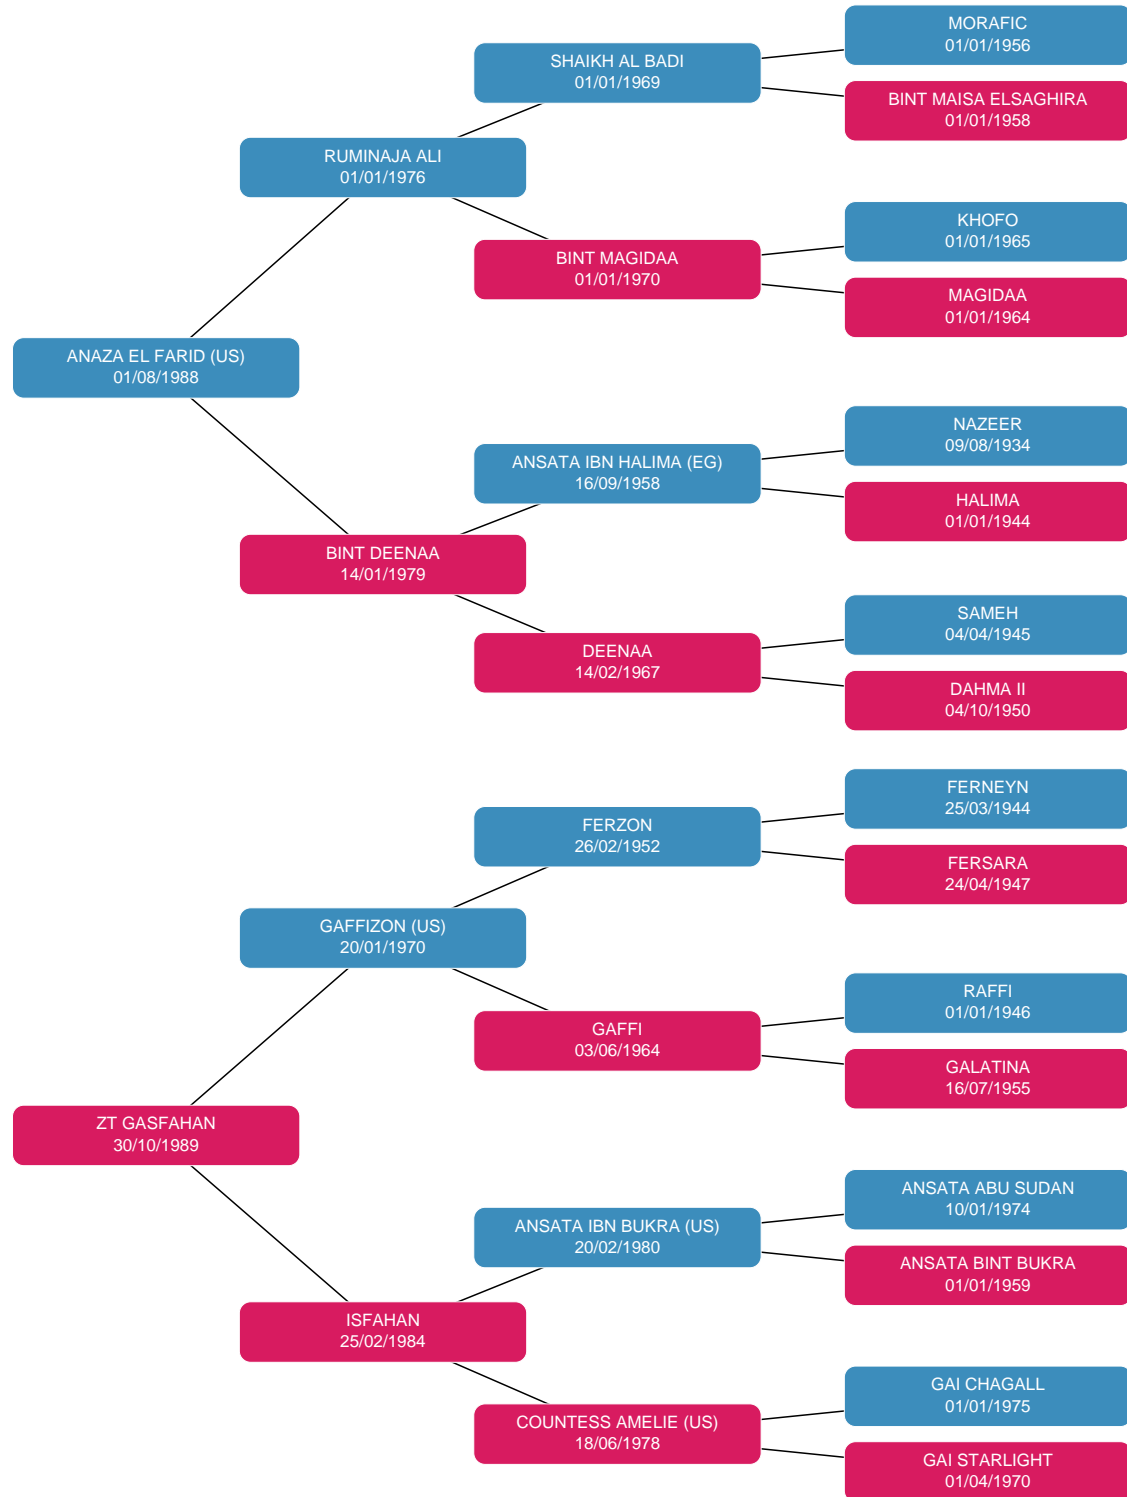 MORAFIC
01/01/1956
SHAIKH AL BADI
01/01/1969
BINT MAISA ELSAGHIRA
01/01/1958
RUMINAJA ALI
01/01/1976
KHOFO
01/01/1965
BINT MAGIDAA
01/01/1970
MAGIDAA
01/01/1964
ANAZA EL FARID (US)
01/08/1988
NAZEER
09/08/1934
ANSATA IBN HALIMA (EG)
16/09/1958
HALIMA
01/01/1944
BINT DEENAA
14/01/1979
SAMEH
04/04/1945
DEENAA
14/02/1967
DAHMA II
04/10/1950
FERNEYN
25/03/1944
FERZON
26/02/1952
FERSARA
24/04/1947
GAFFIZON (US)
20/01/1970
RAFFI
01/01/1946
GAFFI
03/06/1964
GALATINA
16/07/1955
ZT GASFAHAN
30/10/1989
ANSATA ABU SUDAN
10/01/1974
ANSATA IBN BUKRA (US)
20/02/1980
ANSATA BINT BUKRA
01/01/1959
ISFAHAN
25/02/1984
GAI CHAGALL
01/01/1975
COUNTESS AMELIE (US)
18/06/1978
GAI STARLIGHT
01/04/1970